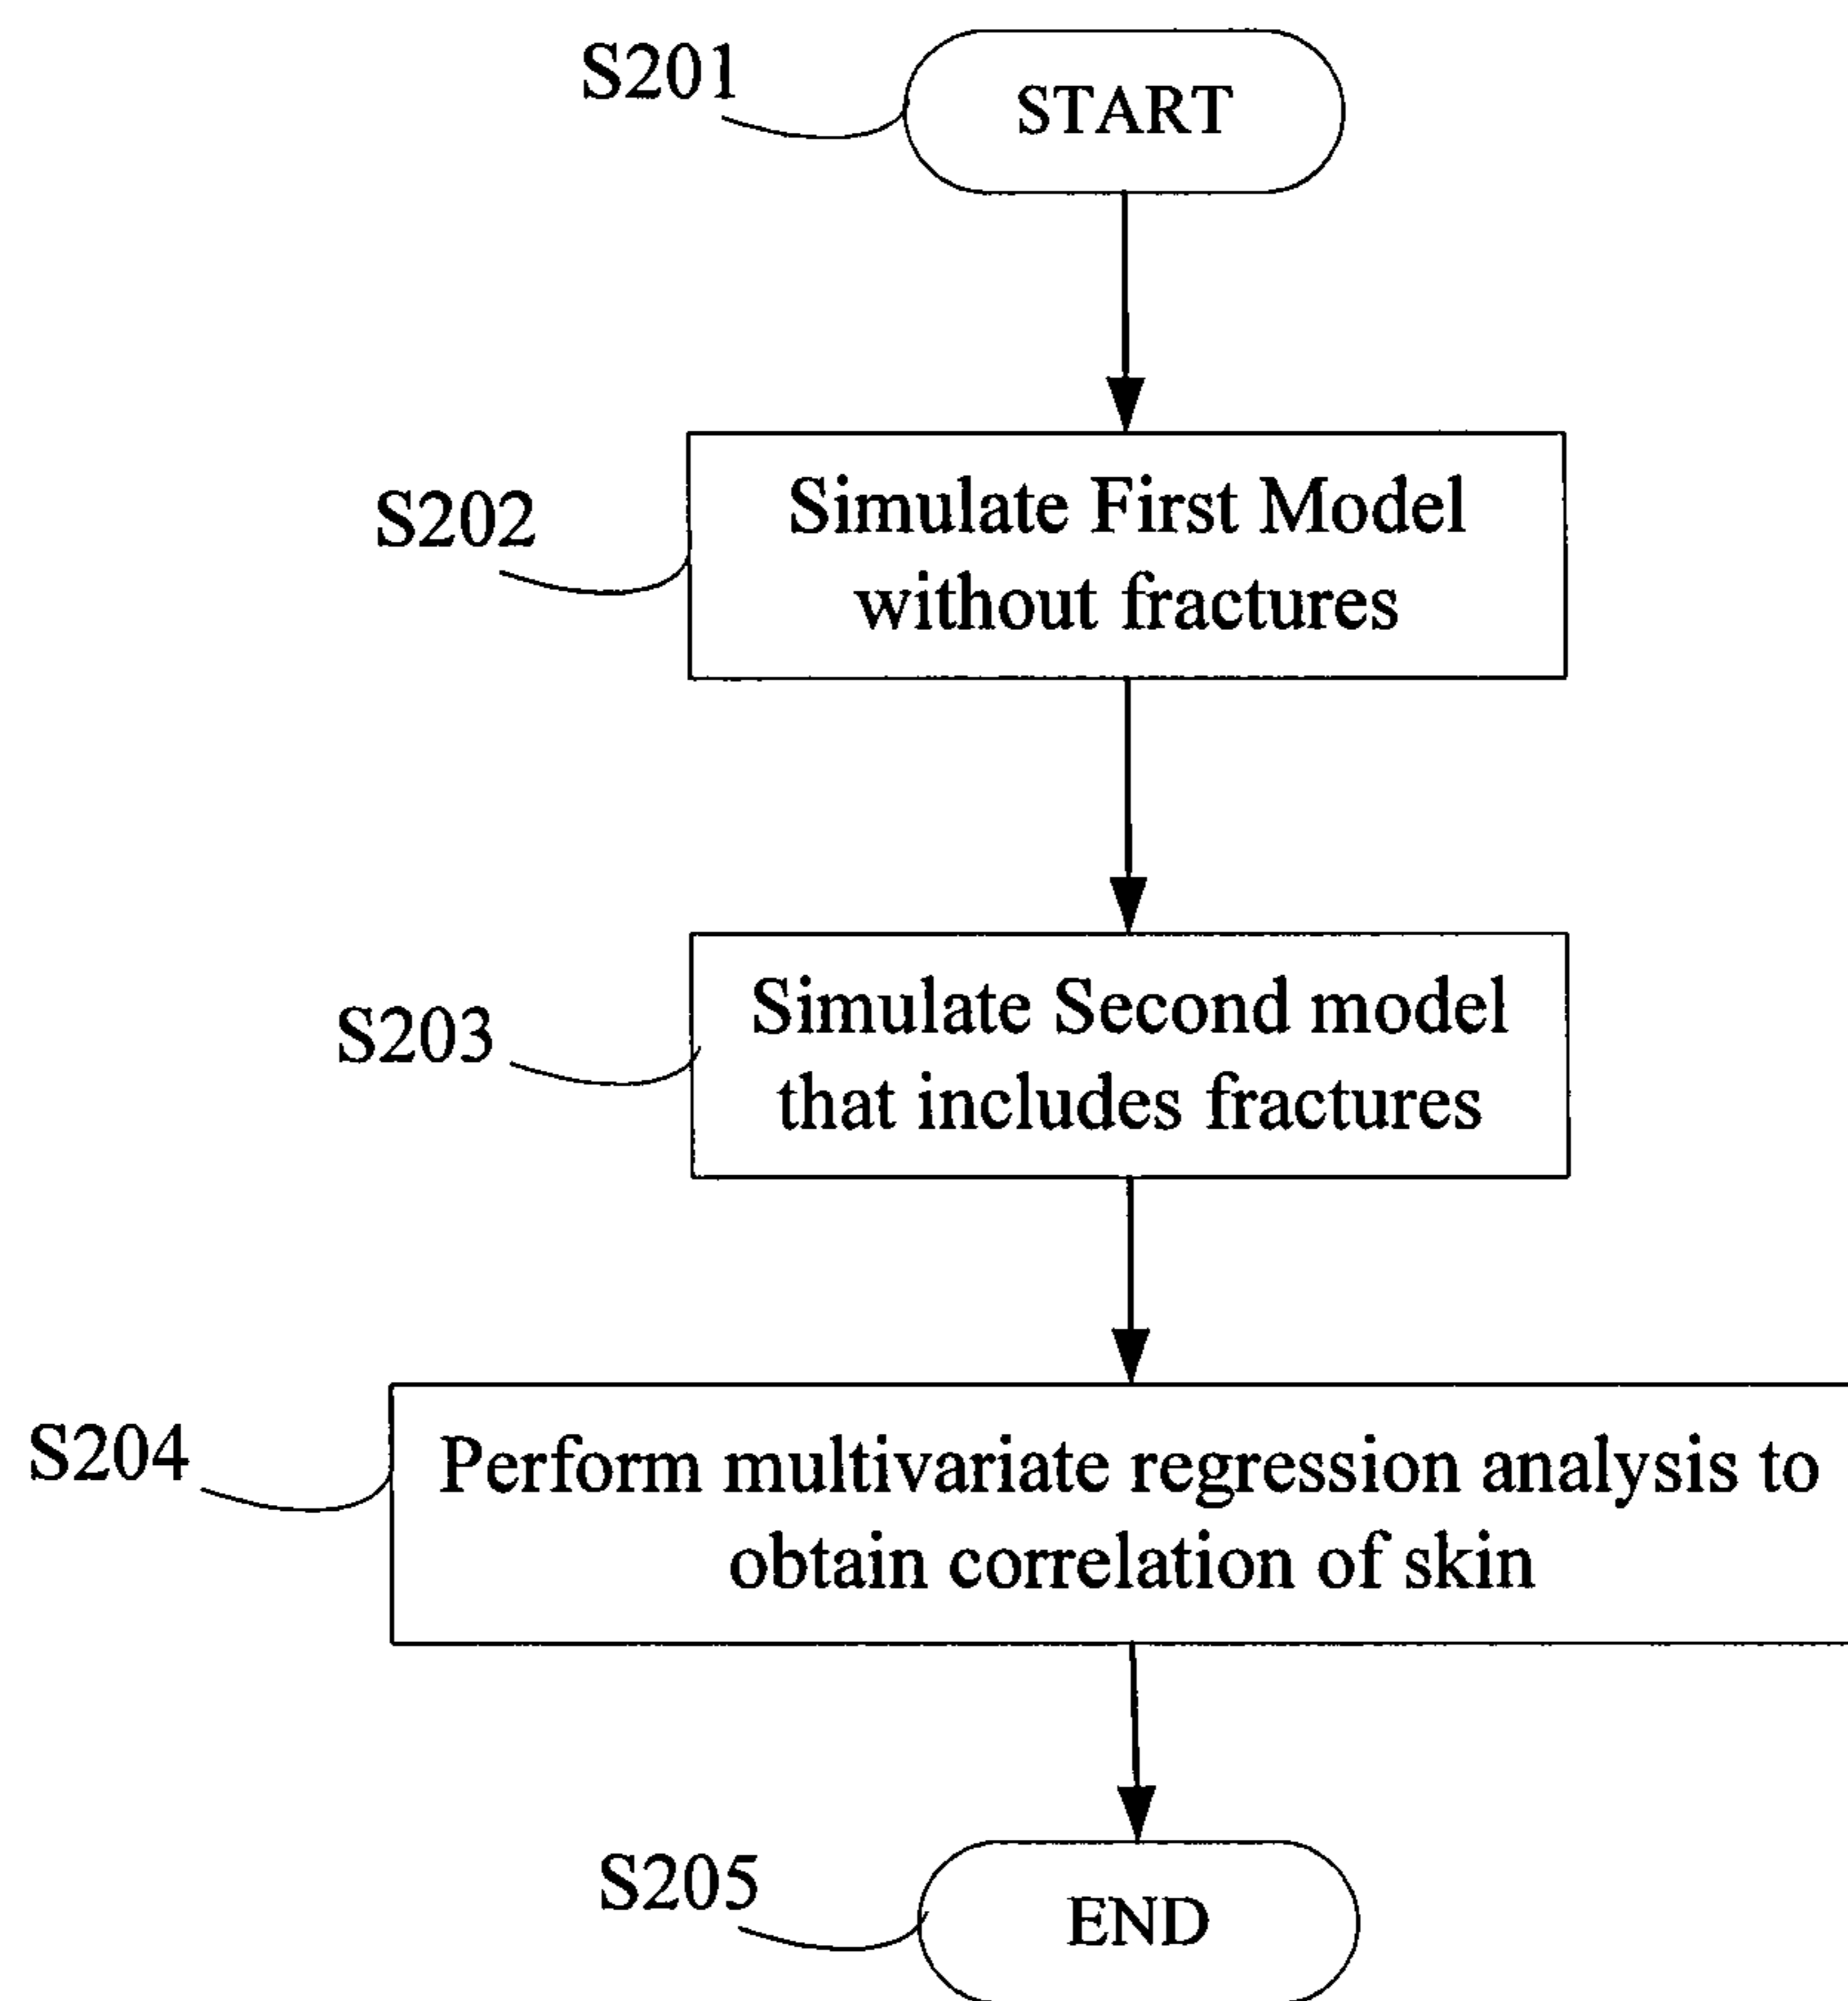 S201
START
S202
Simulate First Model
without fractures
S203
Simulate Second model
that includes fractures
S204
Perform multivariate regression analysis to
obtain correlation of skin
S205
END